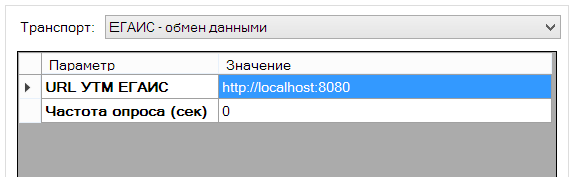 Транспорт: ЕГАИС - обмен данными
Параметр Значение
URL УТМ ЕГАИС http://localhost:8080
Частота опроса (сек) 0